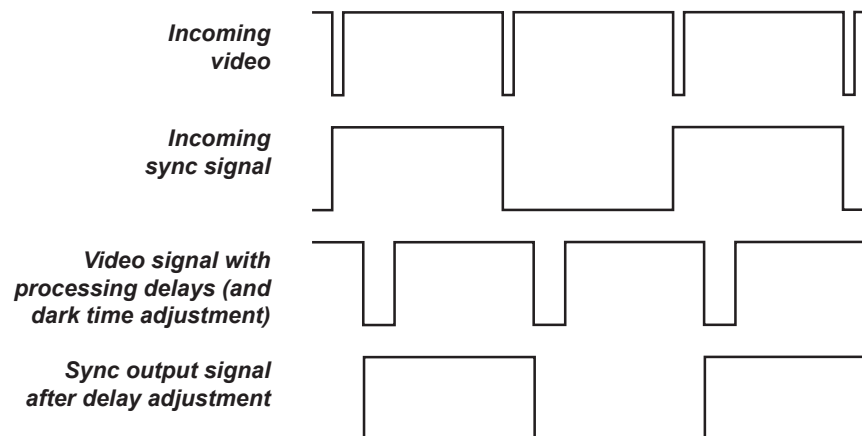 Incoming
video
Incoming
sync signal
Video signal with
processing delays (and
dark time adjustment)
Sync output signal
after delay adjustment